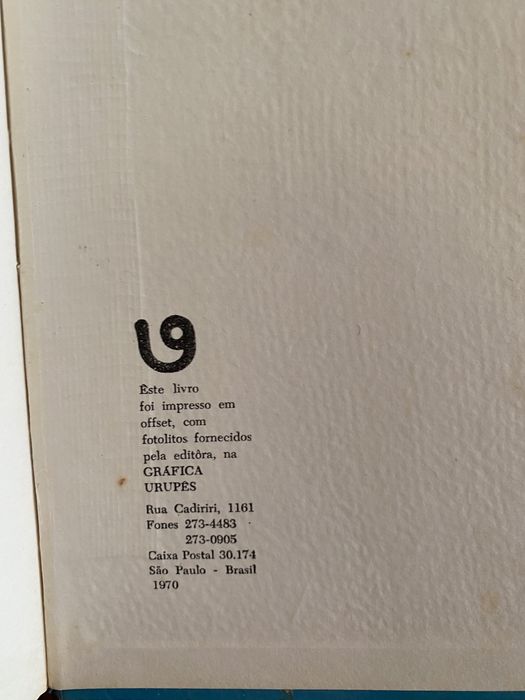 Êste livro
foi impresso em
offset, com
fotolitos fornecidos
pela editôra, na
GRÁFICA
URUPÊS
Rua Cadiriri, 1161
Fones 273-4483
273-0905
Caixa Postal 30.174
São Paulo - Brasil
1970